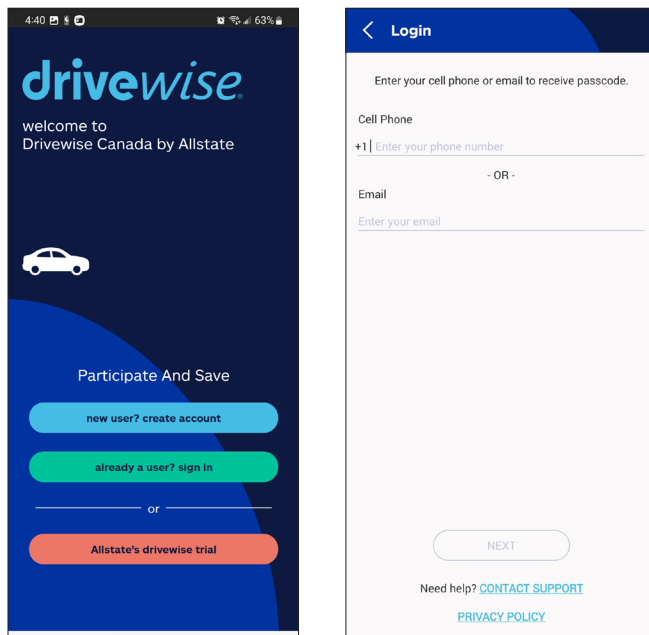 4:40
63%
drivewise®
welcome to
Drivewise Canada by Allstate
Participate And Save
new user? create account
already a user? sign in
or
Allstate's drivewise trial
Login
Enter your cell phone or email to receive passcode.
Cell Phone
+1 Enter your phone number
- OR -
Email
Enter your email
NEXT
Need help? CONTACT SUPPORT
PRIVACY POLICY